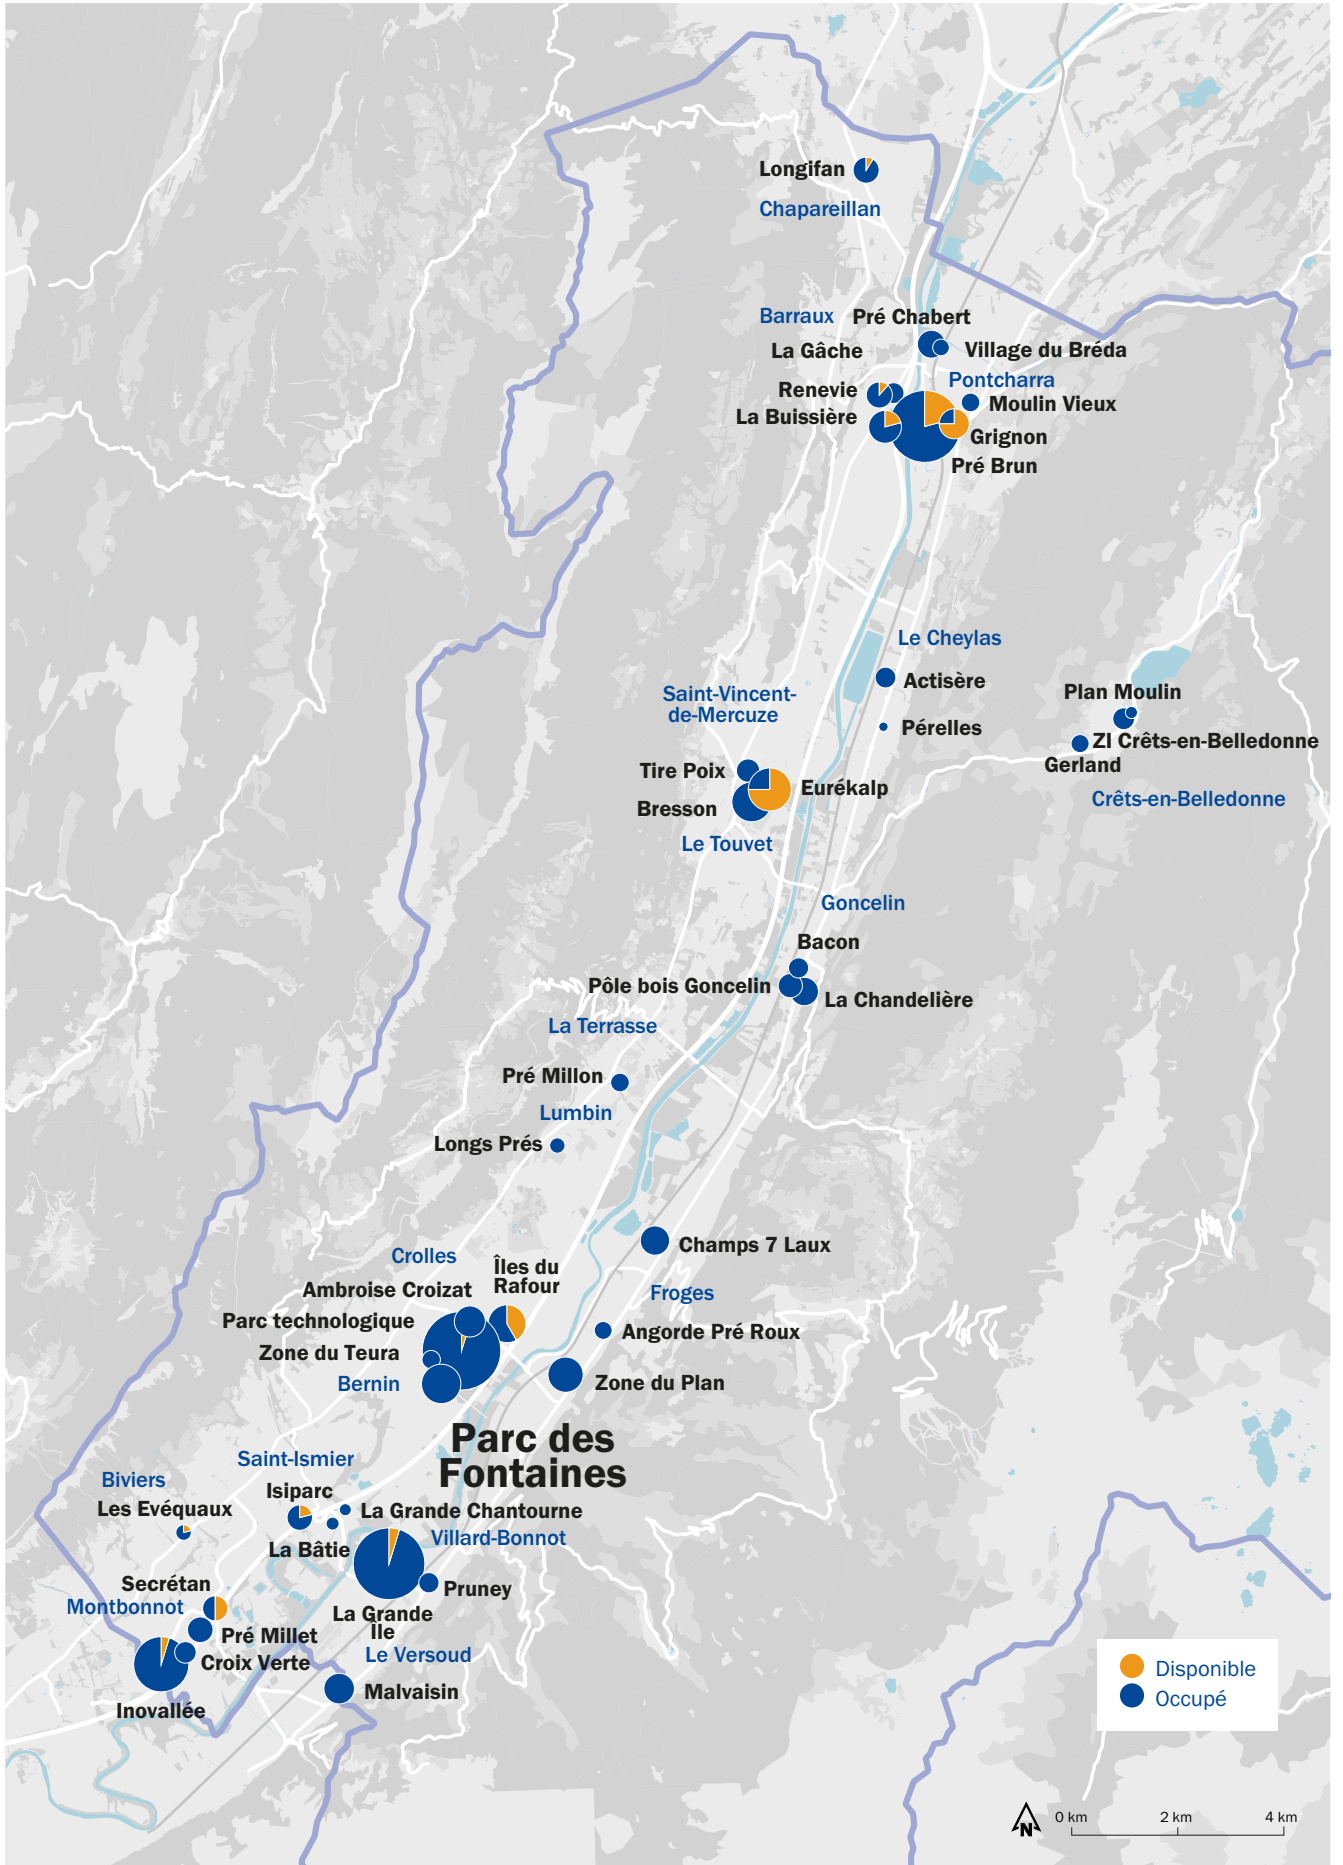 Longifan
Chapareillan
Barraux
Pré Chabert
La Gâche
Village du Bréda
Pontcharra
Renevie
Moulin Vieux
La Buissière
Grignon
Pré Brun
Le Cheylas
Actisère
Saint-Vincent-
de-Mercuze
Plan Moulin
Pérelles
ZI Crêts-en-Belledonne
Gerland
Tire Poix
Eurékalp
Bresson
Crêts-en-Belledonne
Le Touvet
Goncelin
Bacon
Pôle bois Goncelin
La Chandelière
La Terrasse
Pré Millon
Lumbin
Longs Prés
Champs 7 Laux
Crolles
Îles du
Rafour
Ambroise Croizat
Froges
Parc technologique
Angorde Pré Roux
Zone du Teura
Bernin
Zone du Plan
Parc des
Fontaines
Saint-Ismier
Biviers
Isiparc
Les Evéquaux
La Grande Chantourne
Villard-Bonnot
La Bâtie
Secrétan
Pruney
Montbonnot
La Grande
Île
Pré Millet
Le Versoud
Croix Verte
Malvaisin
Inovallée
Disponible
Occupé
N
0 km
2 km
4 km